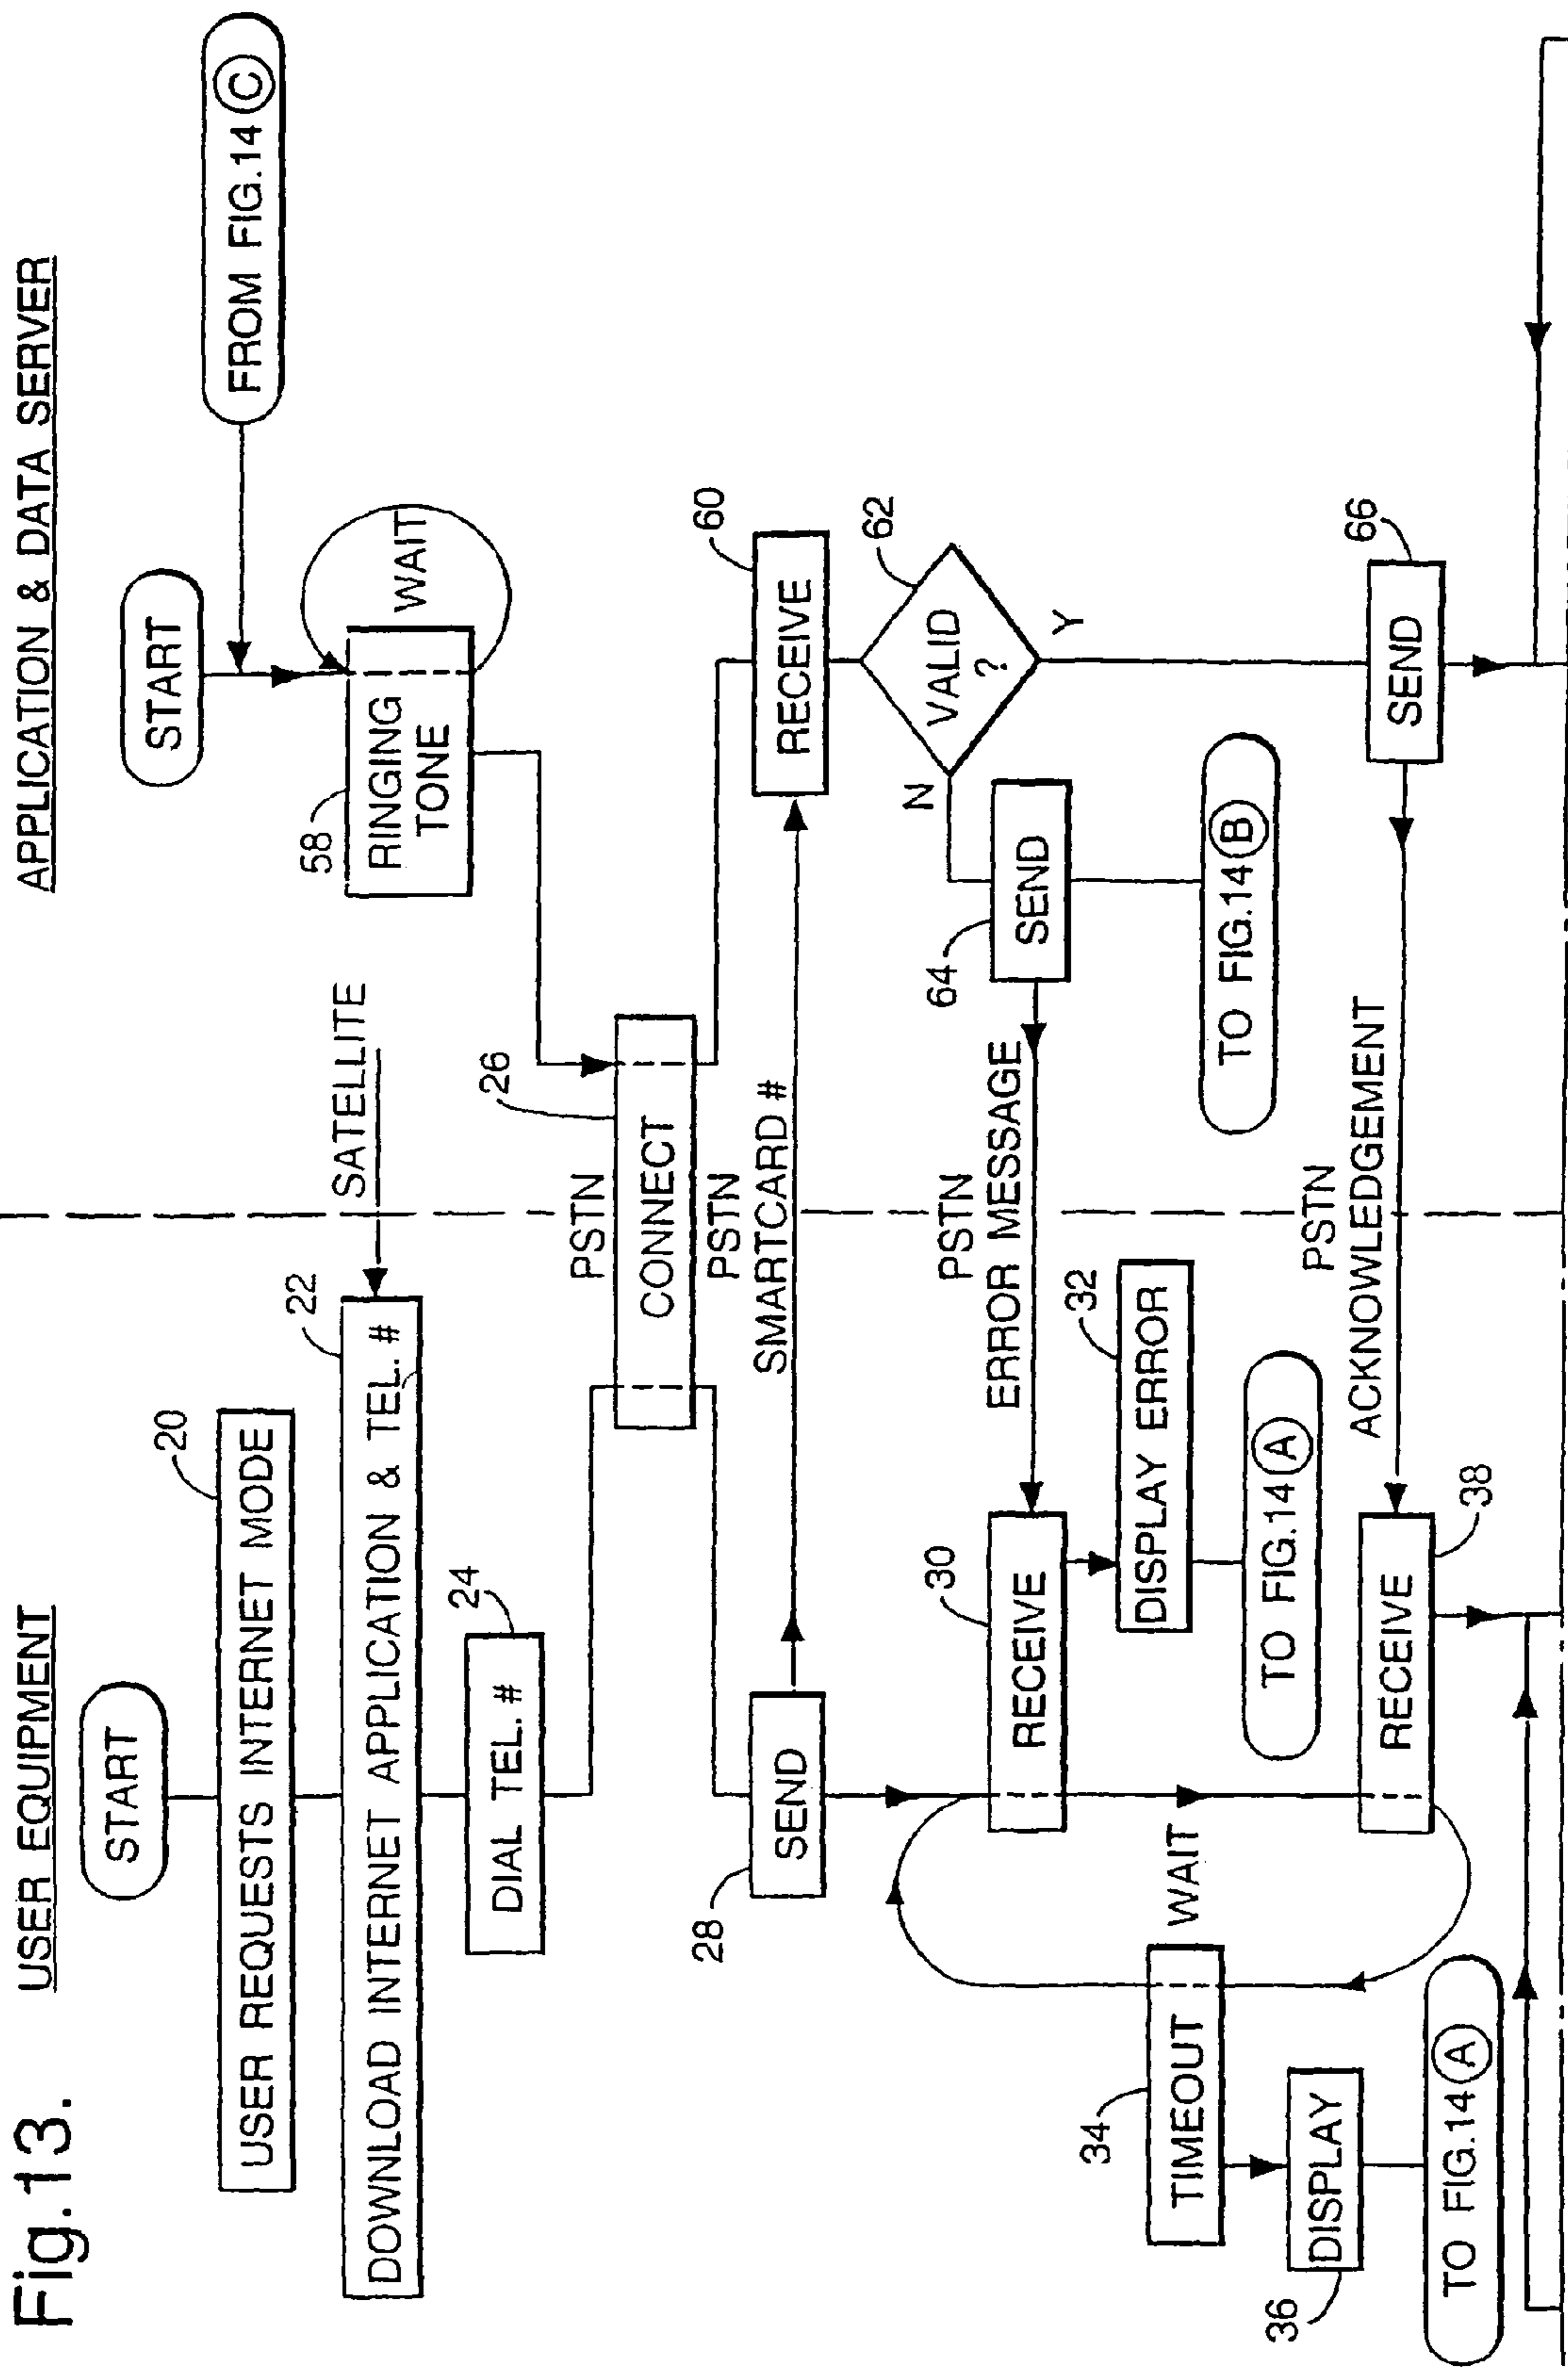 Fig.13.
USER EQUIPMENT
APPLICATION & DATA SERVER
START
START
FROM FIG.14 C
20
USER REQUESTS INTERNET MODE
22
DOWNLOAD INTERNET APPLICATION & TEL. #
SATELLITE
58
RINGING
TONE
WAIT
24
DIAL TEL. #
PSTN
26
CONNECT
PSTN
SMARTCARD #
28
SEND
60
RECEIVE
62
VALID
?
N
Y
64
SEND
PSTN
ERROR MESSAGE
30
RECEIVE
32
DISPLAY ERROR
TO FIG.14 A
TO FIG.14 B
WAIT
34
TIMEOUT
36
DISPLAY
TO FIG.14 A
PSTN
ACKNOWLEDGEMENT
66
SEND
RECEIVE
38